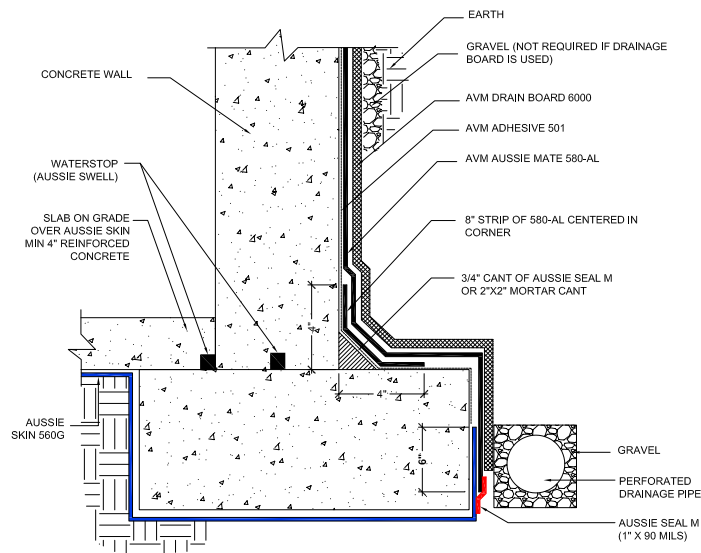 EARTH
GRAVEL (NOT REQUIRED IF DRAINAGE
BOARD IS USED)
CONCRETE WALL
AVM DRAIN BOARD 6000
AVM ADHESIVE 501
AVM AUSSIE MATE 580-AL
WATERSTOP
(AUSSIE SWELL)
SLAB ON GRADE
OVER AUSSIE SKIN
MIN 4" REINFORCED
CONCRETE
8" STRIP OF 580-AL CENTERED IN
CORNER
3/4" CANT OF AUSSIE SEAL M
OR 2"X2" MORTAR CANT
4"
4"
AUSSIE
SKIN 560G
6"
GRAVEL
PERFORATED
DRAINAGE PIPE
AUSSIE SEAL M
(1" X 90 MILS)